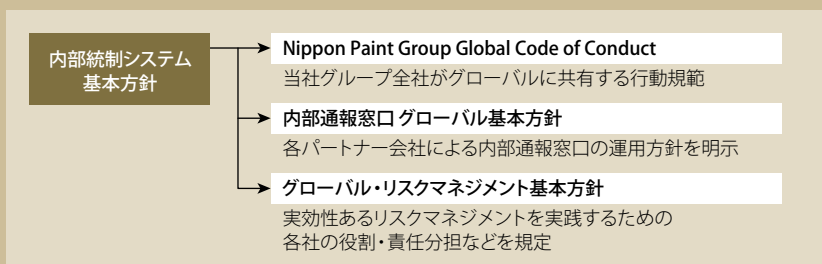 内部統制システム
基本方針
Nippon Paint Group Global Code of Conduct
当社グループ全社がグローバルに共有する行動規範
内部通報窓口 グローバル基本方針
各パートナー会社による内部通報窓口の運用方針を明示
グローバル・リスクマネジメント基本方針
実効性あるリスクマネジメントを実践するための
各社の役割・責任分担などを規定